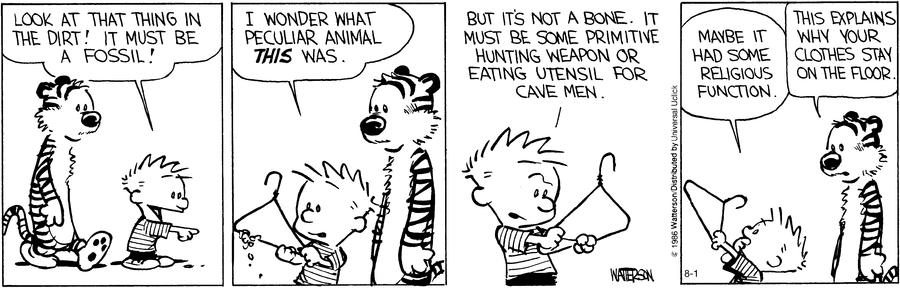 LOOK AT THAT THING IN
THE DIRT! IT MUST BE
A FOSSIL!
I WONDER WHAT
PECULIAR ANIMAL
THIS WAS.
BUT IT'S NOT A BONE. IT
MUST BE SOME PRIMITIVE
HUNTING WEAPON OR
EATING UTENSIL FOR
CAVE MEN.
WATTERSON
© 1986 Watterson/Distributed by Universal Uclick
MAYBE IT
HAD SOME
RELIGIOUS
FUNCTION.
THIS EXPLAINS
WHY YOUR
CLOTHES STAY
ON THE FLOOR.
8-1